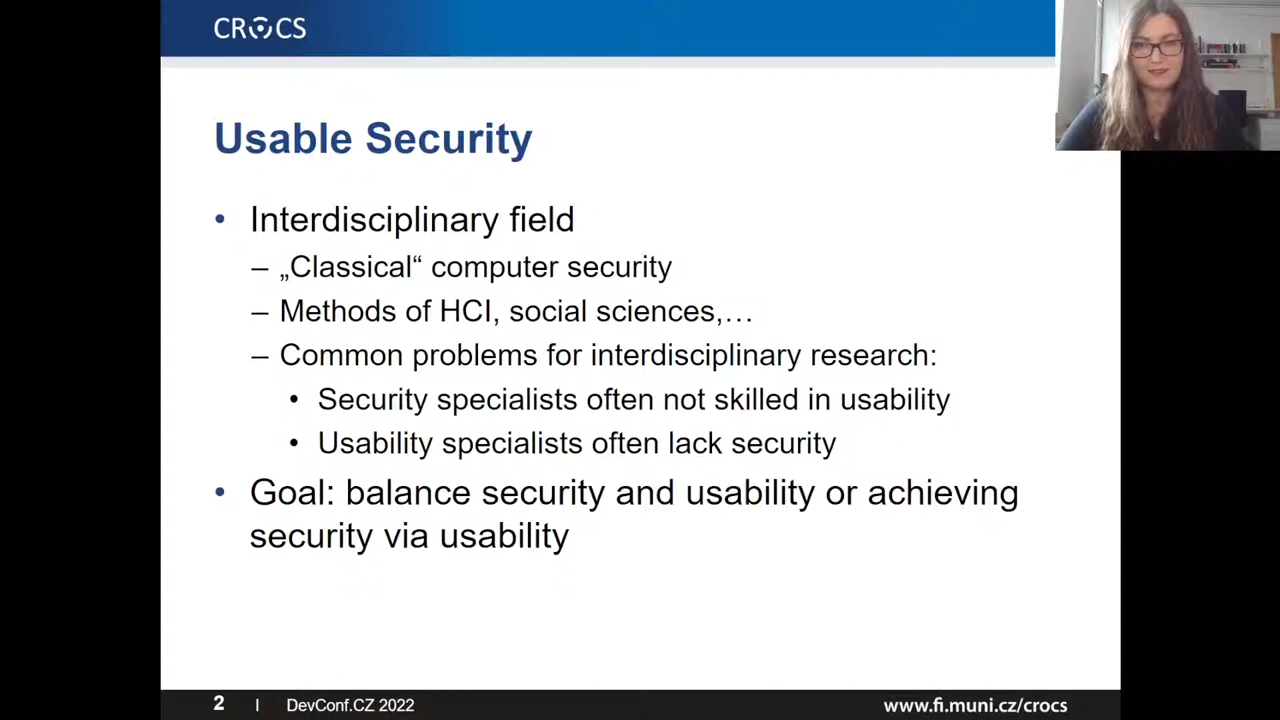 CROCS
Usable Security
• Interdisciplinary field
– „Classical“ computer security
– Methods of HCI, social sciences,…
– Common problems for interdisciplinary research:
• Security specialists often not skilled in usability
• Usability specialists often lack security
• Goal: balance security and usability or achieving
security via usability
2 | DevConf.CZ 2022 www.fi.muni.cz/crocs